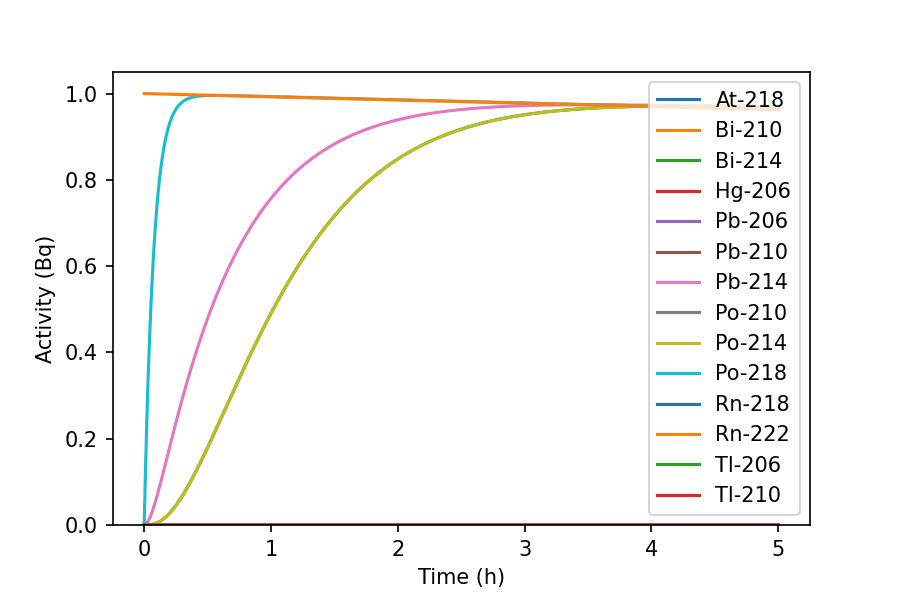 1.0
0.8
0.6
0.4
0.2
0.0
Activity (Bq)
0 1 2 3 4 5
Time (h)
At-218
Bi-210
Bi-214
Hg-206
Pb-206
Pb-210
Pb-214
Po-210
Po-214
Po-218
Rn-218
Rn-222
Tl-206
Tl-210